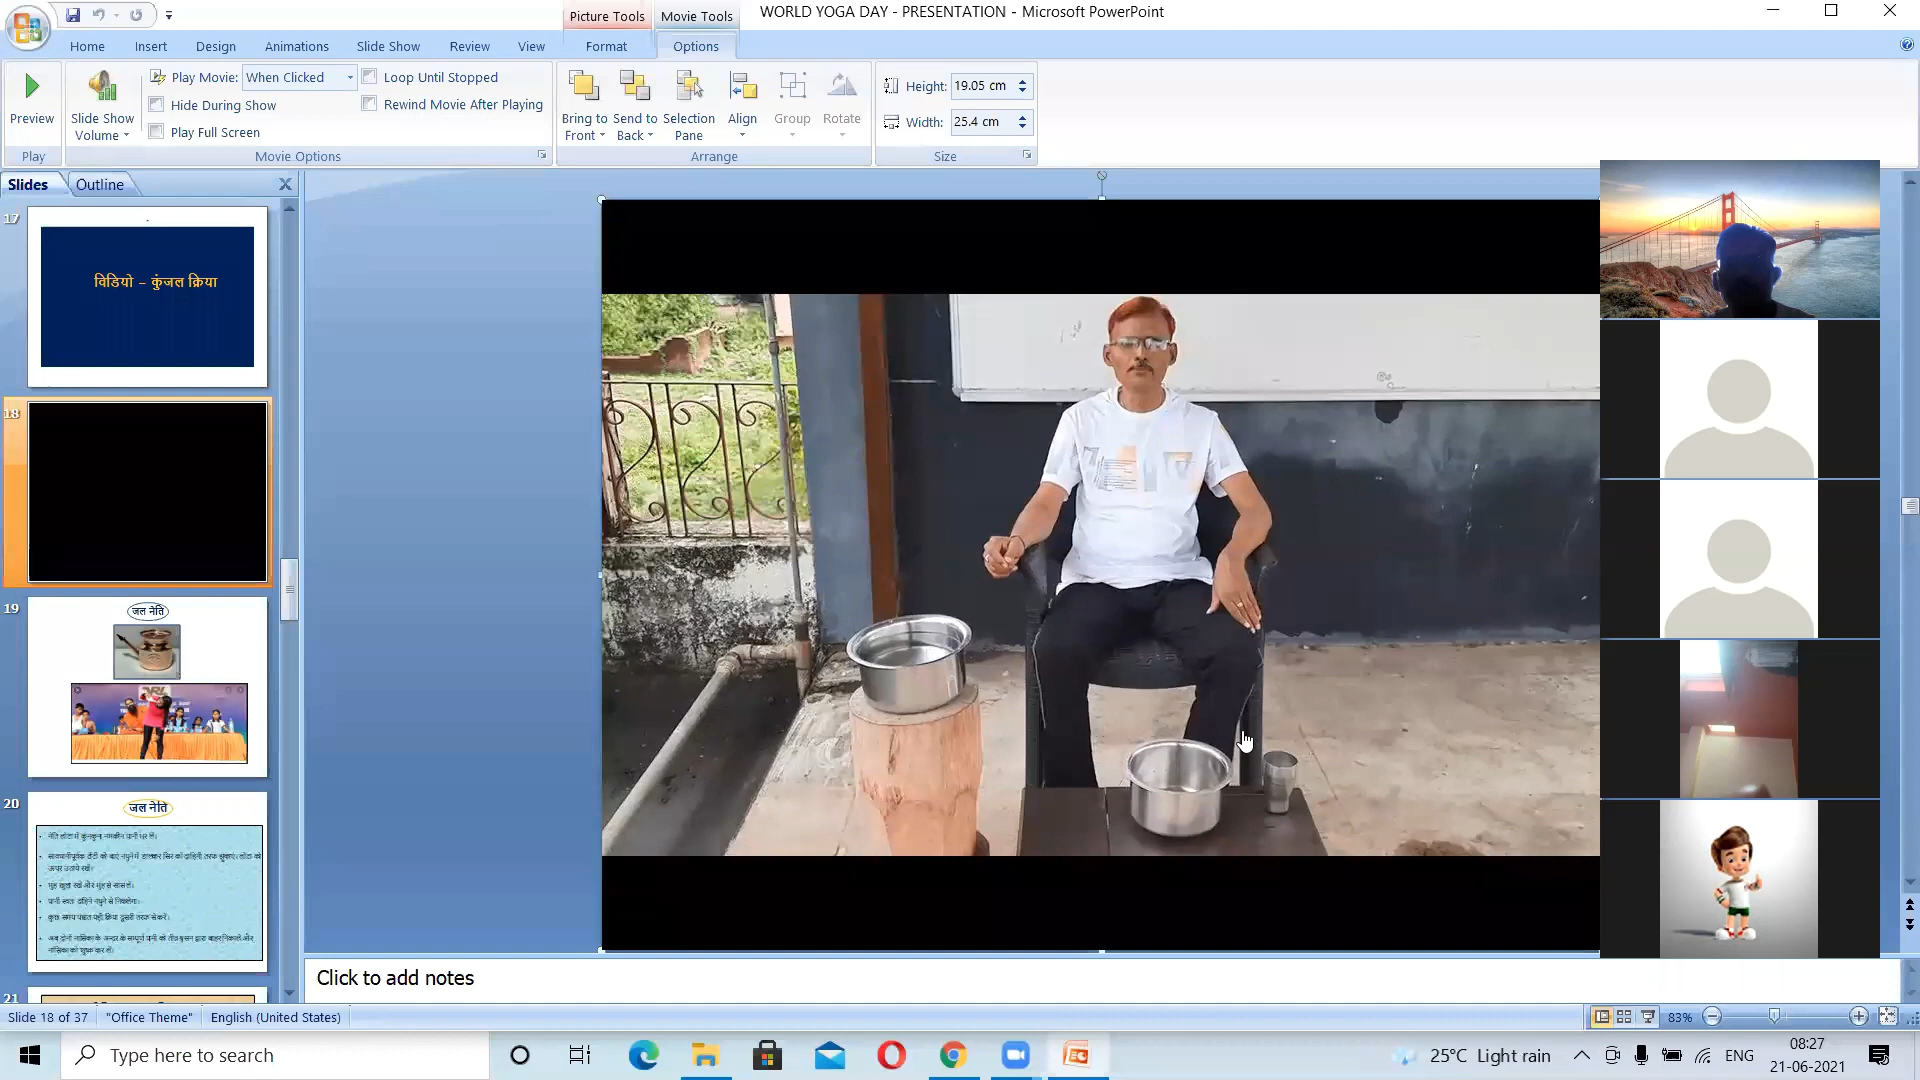 WORLD YOGA DAY - PRESENTATION - Microsoft PowerPoint
Picture Tools
Movie Tools
Home
Insert
Design
Animations
Slide Show
Review
View
Format
Options
Preview
Play
Slide Show
Volume
Play Movie:
When Clicked
Hide During Show
Play Full Screen
Loop Until Stopped
Rewind Movie After Playing
Movie Options
Bring to
Front
Send to
Back
Selection
Pane
Align
Group
Rotate
Arrange
Height:
19.05 cm
Width:
25.4 cm
Size
Slides
Outline
17
विडियो – कुंजल क्रिया
18
19
जल नेति
20
जल नेति
21
Click to add notes
Slide 18 of 37
"Office Theme"
English (United States)
83%
Type here to search
25°C Light rain
ENG
08:27
21-06-2021